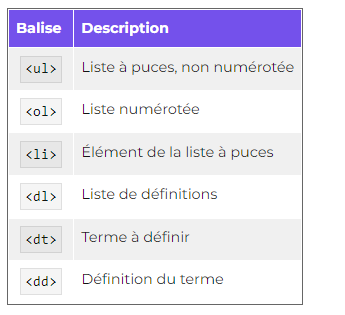 Balise Description
<ul> Liste à puces, non numérotée
<ol> Liste numérotée
<li> Élément de la liste à puces
<dl> Liste de définitions
<dt> Terme à définir
<dd> Définition du terme